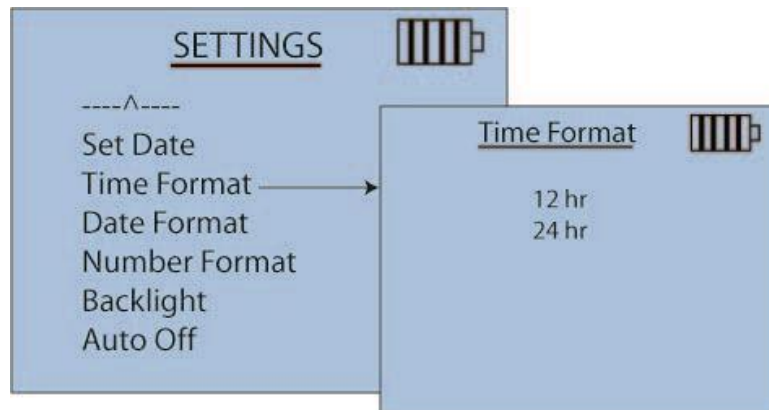 SETTINGS
----^----
Set Date
Time Format
Date Format
Number Format
Backlight
Auto Off
Time Format
12 hr
24 hr